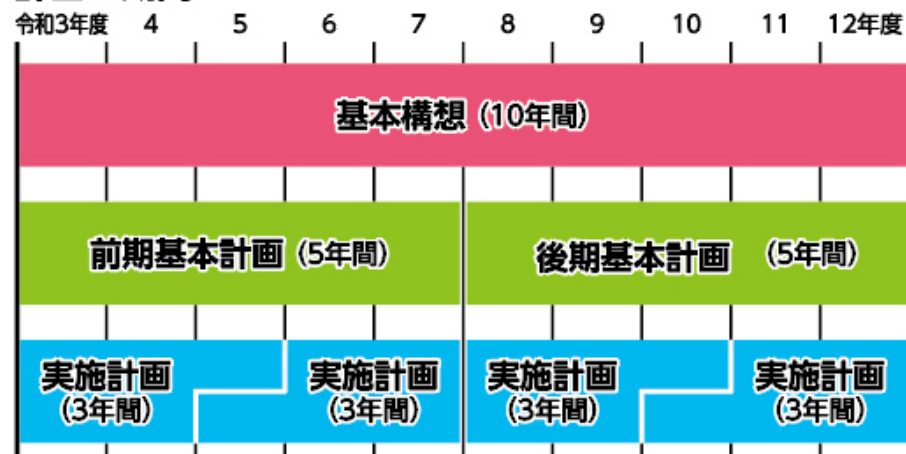 令和3年度 4 5 6 7 8 9 10 11 12年度
基本構想(10年間)
前期基本計画(5年間) 後期基本計画 (5年間)
実施計画 実施計画 実施計画 実施計画
(3年間) (3年間) (3年間) (3年間)